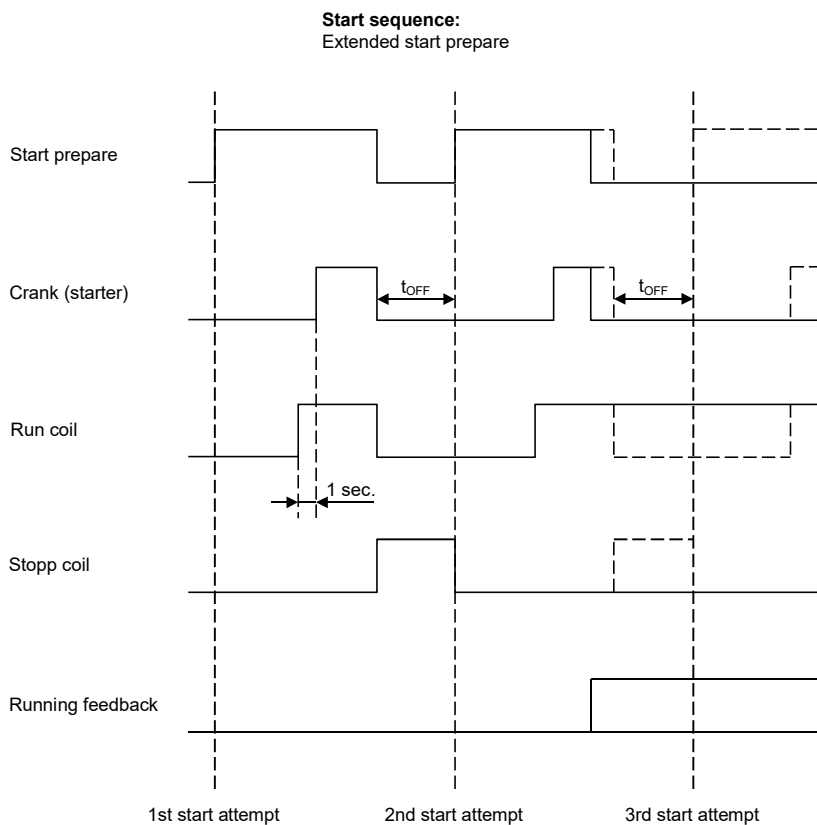 Start sequence:
Extended start prepare
Start prepare
Crank (starter)
tOFF
tOFF
Run coil
1 sec.
Stopp coil
Running feedback
1st start attempt
2nd start attempt
3rd start attempt